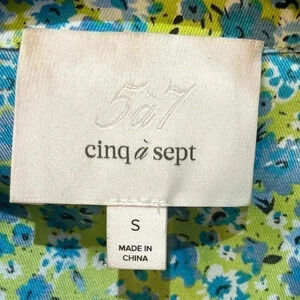 5à7
cinq à sept
S
MADE IN
CHINA